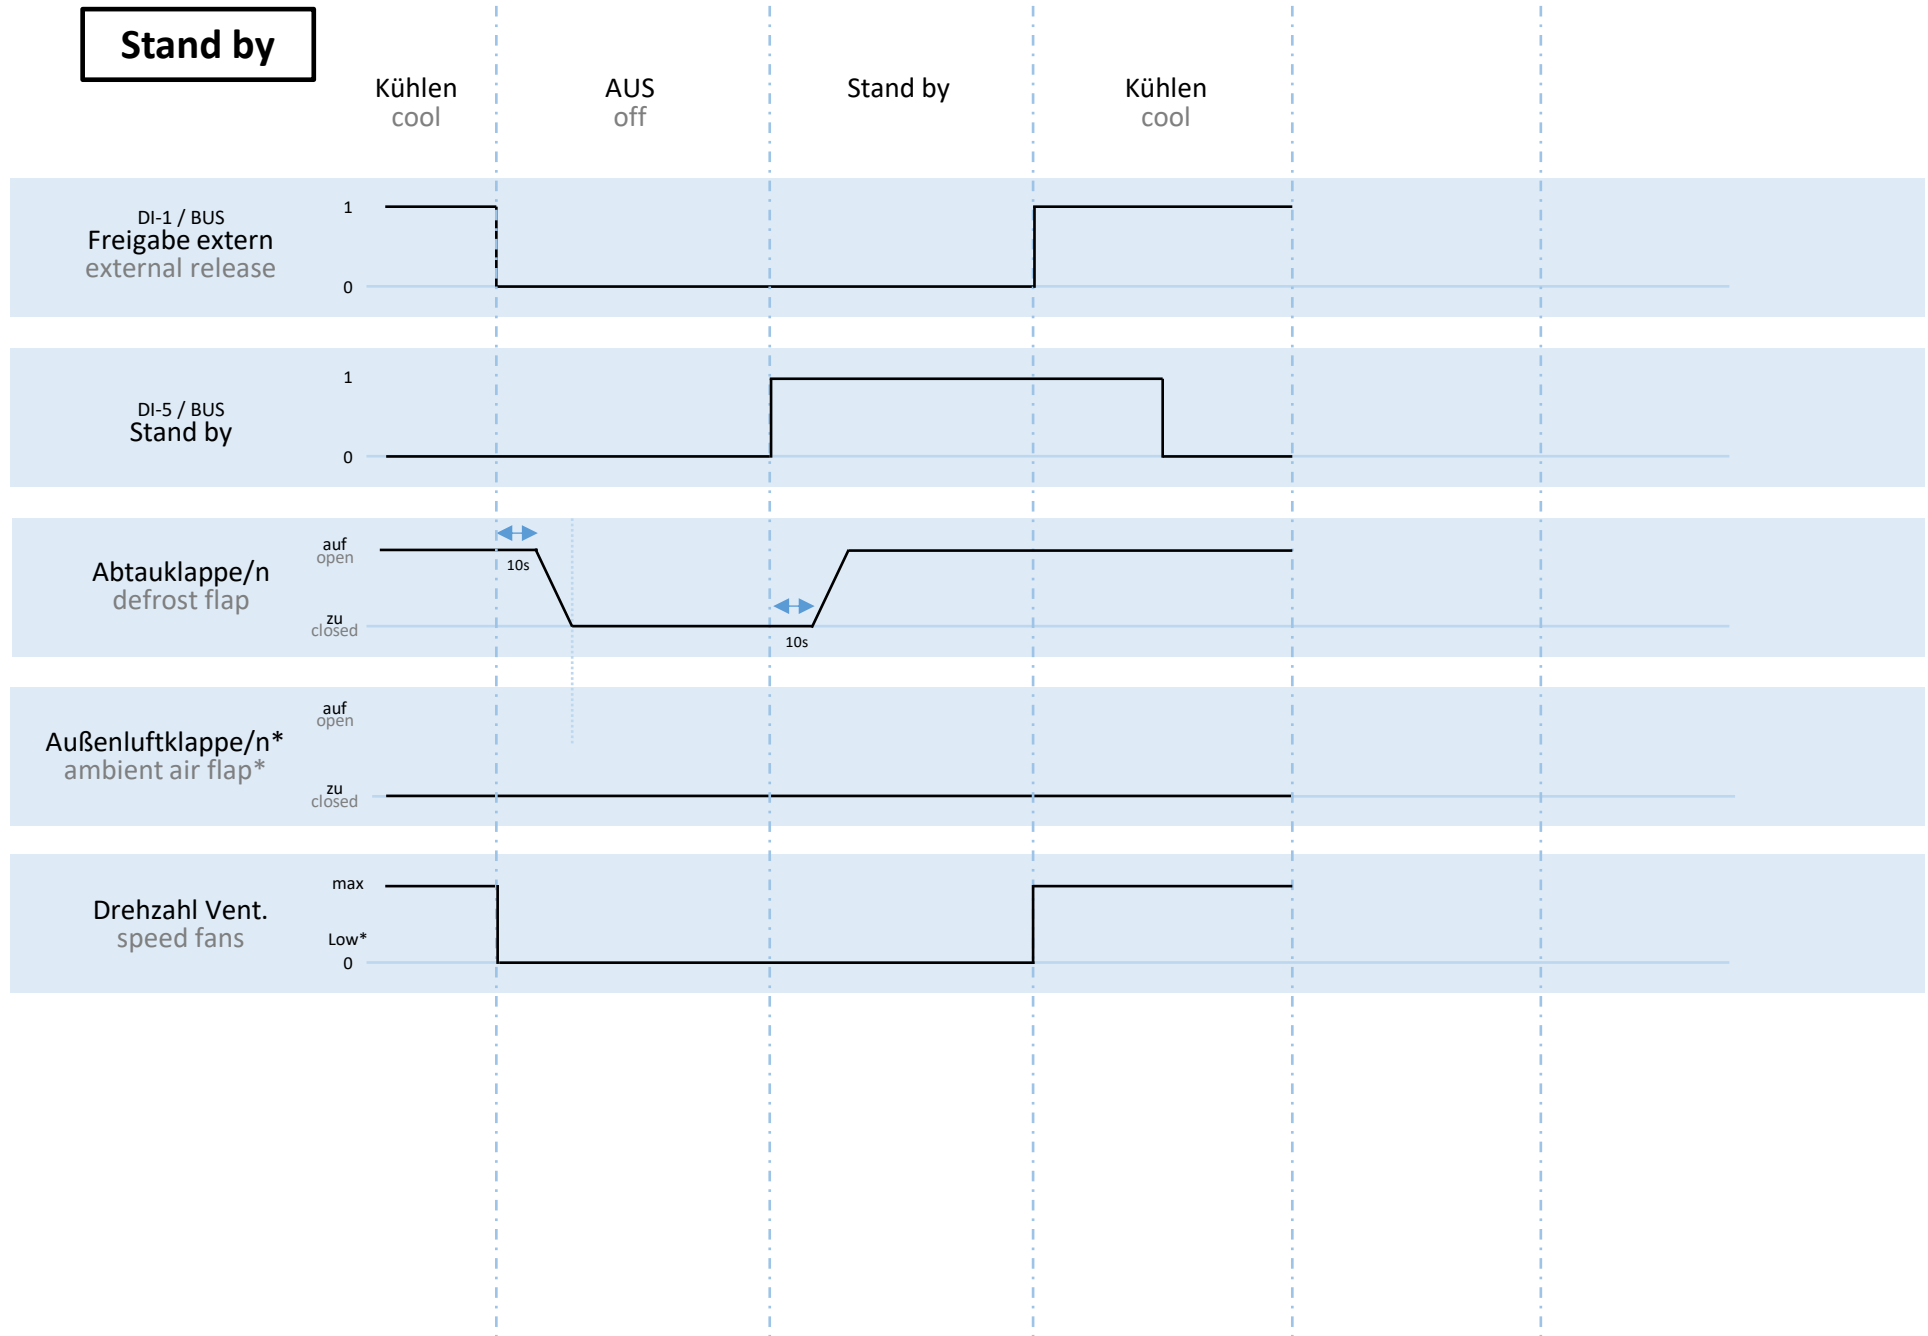 Stand by
Kühlen
cool
AUS
off
Stand by
Kühlen
cool
DI-1 / BUS
Freigabe extern
external release
1
0
DI-5 / BUS
Stand by
1
0
Abtauklappe/n
defrost flap
auf
open
zu
closed
10s
10s
Außenluftklappe/n*
ambient air flap*
auf
open
zu
closed
Drehzahl Vent.
speed fans
max
Low*
0